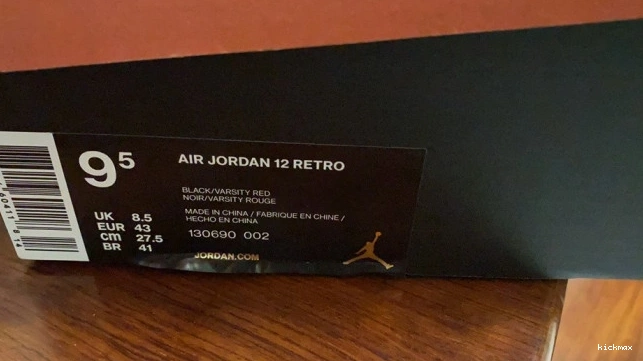 9⁵
AIR JORDAN 12 RETRO
BLACK/VARSITY RED
NOIR/VARSITY ROUGE
MADE IN CHINA / FABRIQUE EN CHINE /
HECHO EN CHINA
UK 8.5
EUR 43
cm 27.5
BR 41
130690 002
JORDAN.COM
kickmax